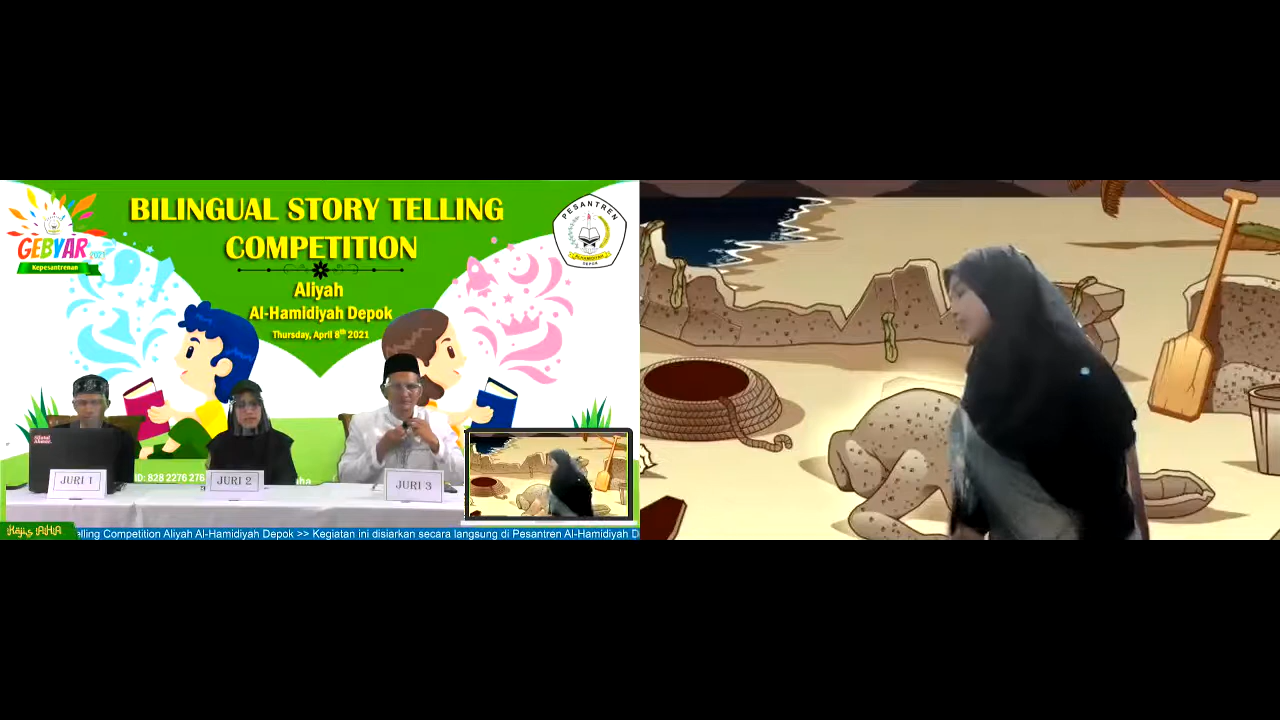 BILINGUAL STORY TELLING
COMPETITION
Aliyah
Al-Hamidiyah Depok
Thursday, April 8th 2021
GEBYAR 2021
Kepesantrenan
PESANTREN
ALHAMIDIYAH
DEPOK
ID: 828 2276 276
JURI 1
JURI 2
JURI 3
elling Competition Aliyah Al-Hamidiyah Depok >> Kegiatan ini disiarkan secara langsung di Pesantren Al-Hamidiyah D